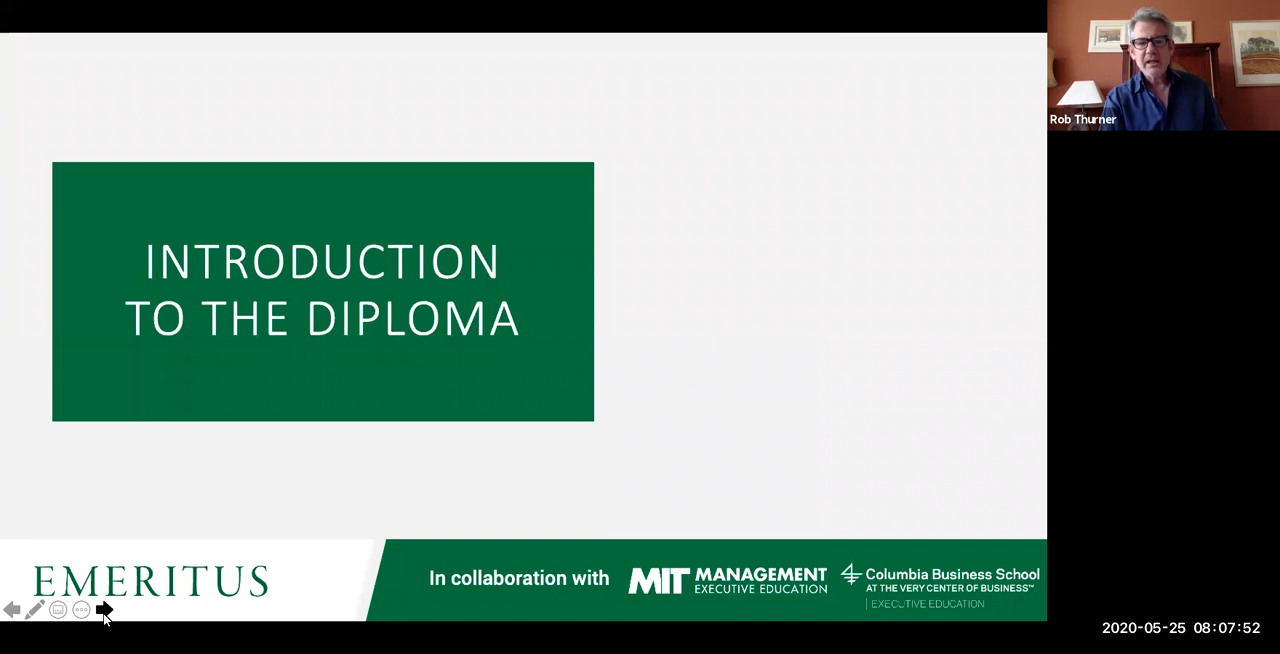 Rob Thurner
INTRODUCTION
TO THE DIPLOMA
EMERITUS
In collaboration with
MIT MANAGEMENT
EXECUTIVE EDUCATION
Columbia Business School
AT THE VERY CENTER OF BUSINESS™
EXECUTIVE EDUCATION
2020-05-25 08:07:52